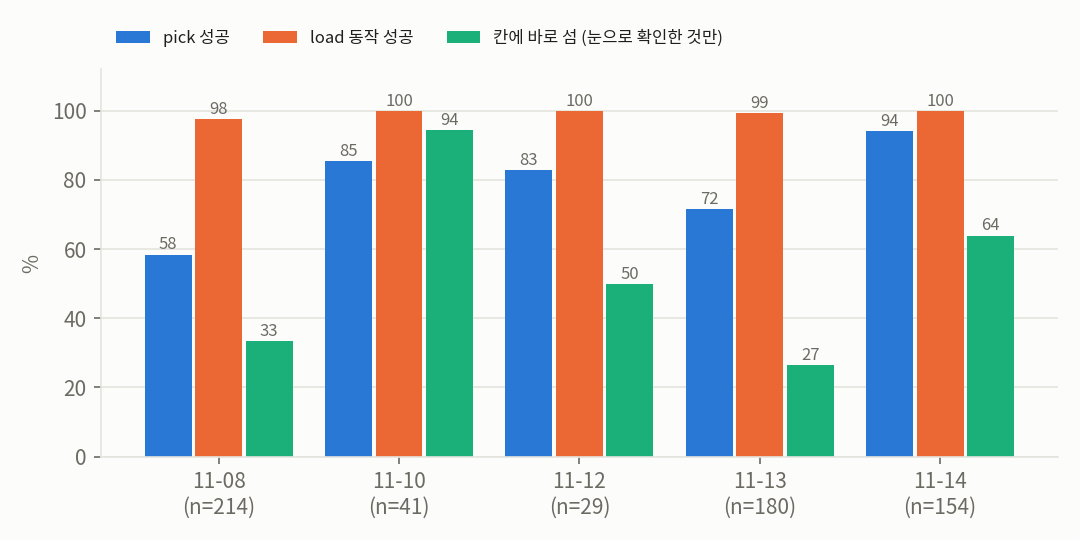 pick 성공 load 동작 성공 칸에 바로 섬 (눈으로 확인한 것만)
%
100
80
60
40
20
0
58 98 33
85 100 94
83 100 50
72 99 27
94 100 64
11-08 11-10 11-12 11-13 11-14
(n=214) (n=41) (n=29) (n=180) (n=154)